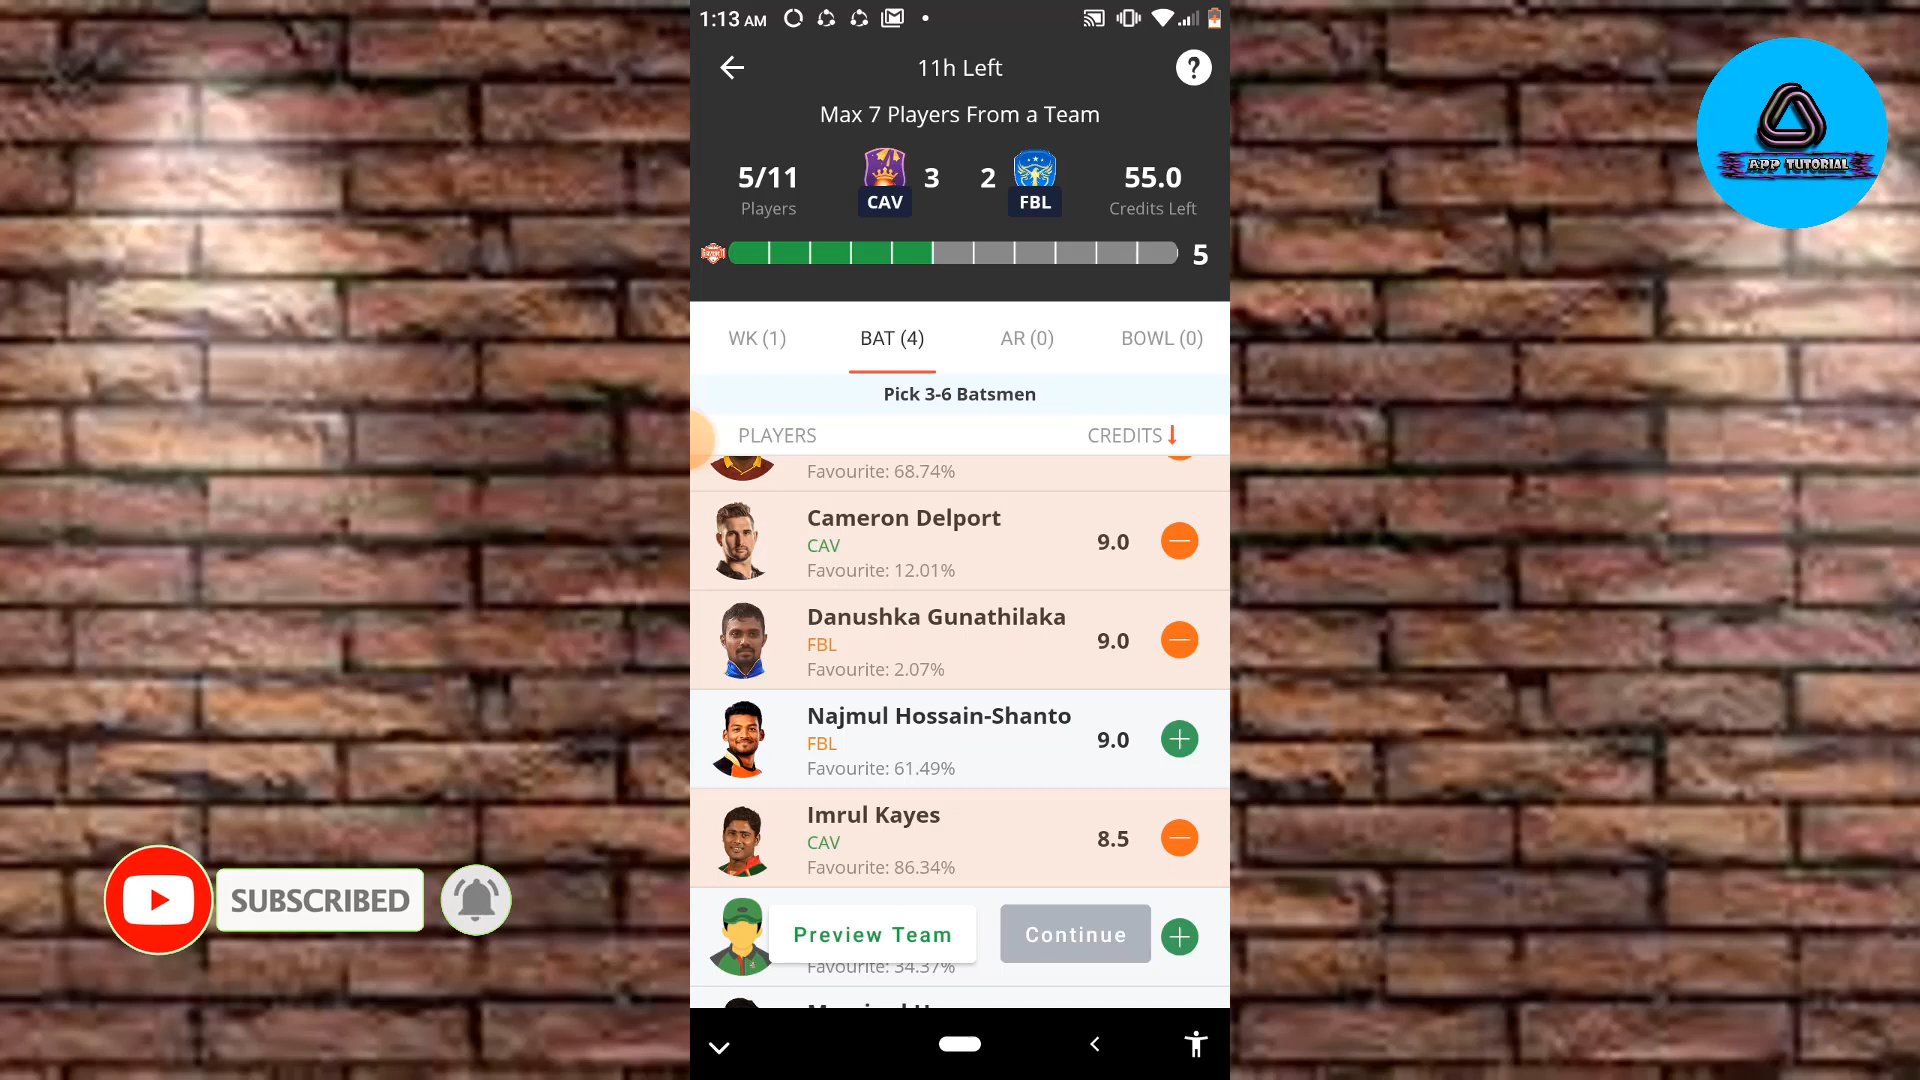 1:13 AM
11h Left
?
Max 7 Players From a Team
5/11
Players
CAV
3
2
FBL
55.0
Credits Left
5
WK (1)
BAT (4)
AR (0)
BOWL (0)
Pick 3-6 Batsmen
PLAYERS
CREDITS
Favourite: 68.74%
Cameron Delport
CAV
9.0
Favourite: 12.01%
Danushka Gunathilaka
FBL
9.0
Favourite: 2.07%
Najmul Hossain-Shanto
FBL
9.0
Favourite: 61.49%
Imrul Kayes
CAV
8.5
Favourite: 86.34%
Preview Team
Continue
Favourite: 34.37%
APP TUTORIAL
SUBSCRIBED